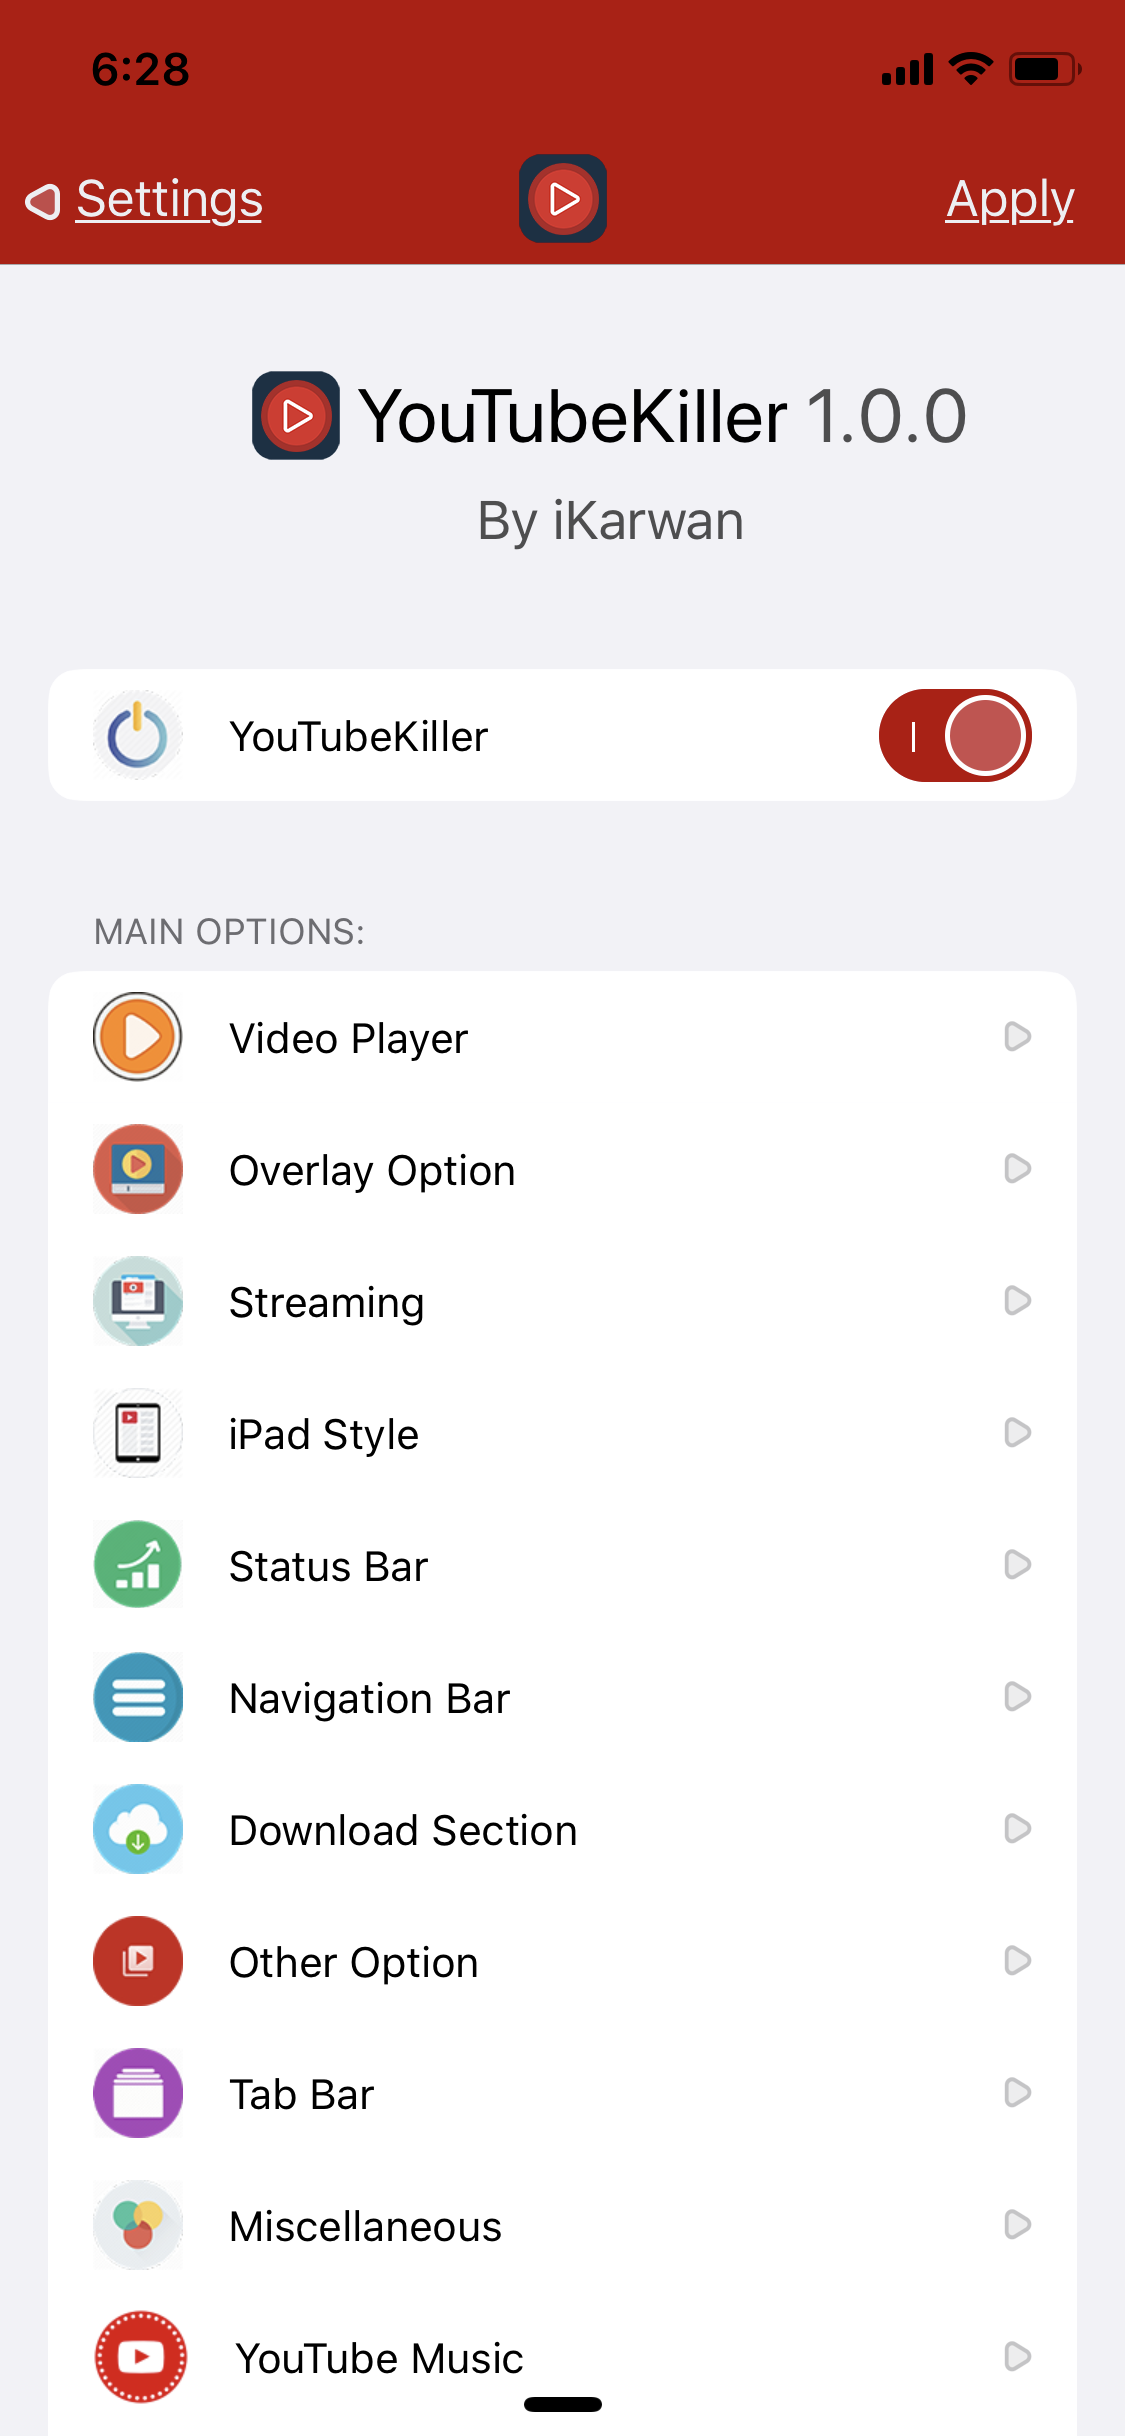 6:28
Settings
Apply
YouTubeKiller 1.0.0
By iKarwan
YouTubeKiller
MAIN OPTIONS:
Video Player
Overlay Option
Streaming
iPad Style
Status Bar
Navigation Bar
Download Section
Other Option
Tab Bar
Miscellaneous
YouTube Music